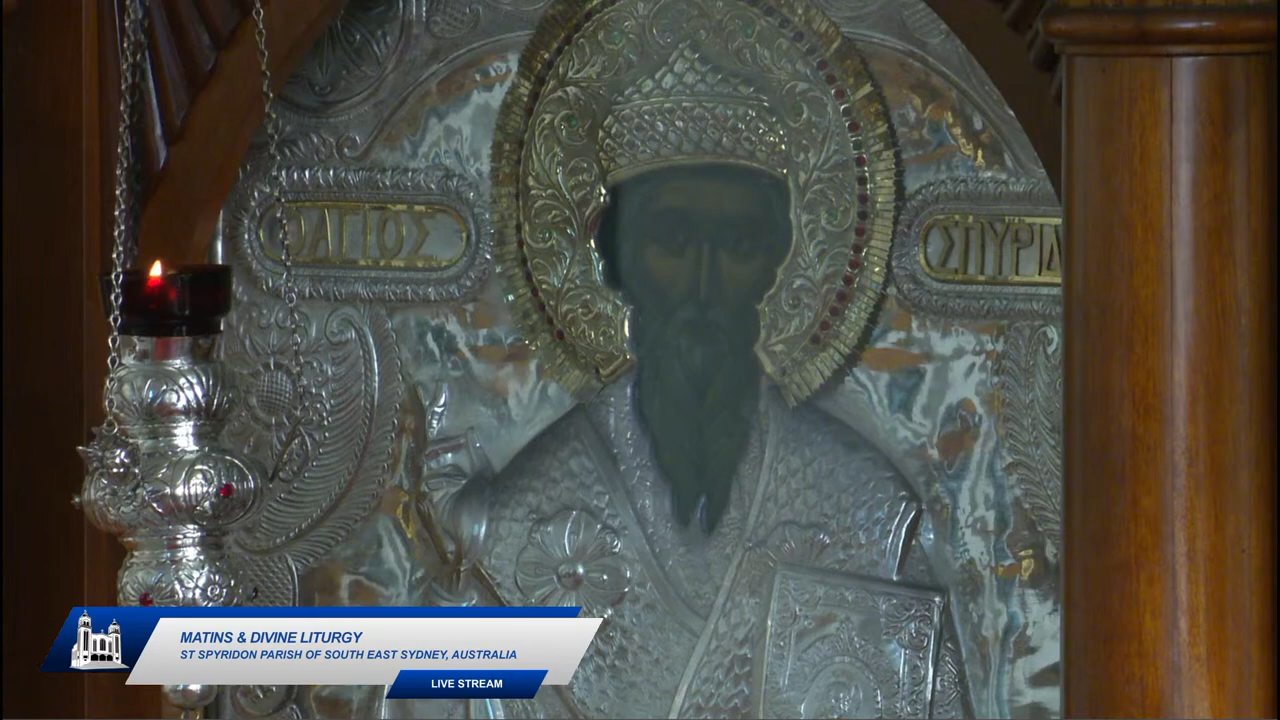 Ο ΑΓΙΟΣ
ΣΠΥΡΙΔ
MATINS & DIVINE LITURGY
ST SPYRIDON PARISH OF SOUTH EAST SYDNEY, AUSTRALIA
LIVE STREAM